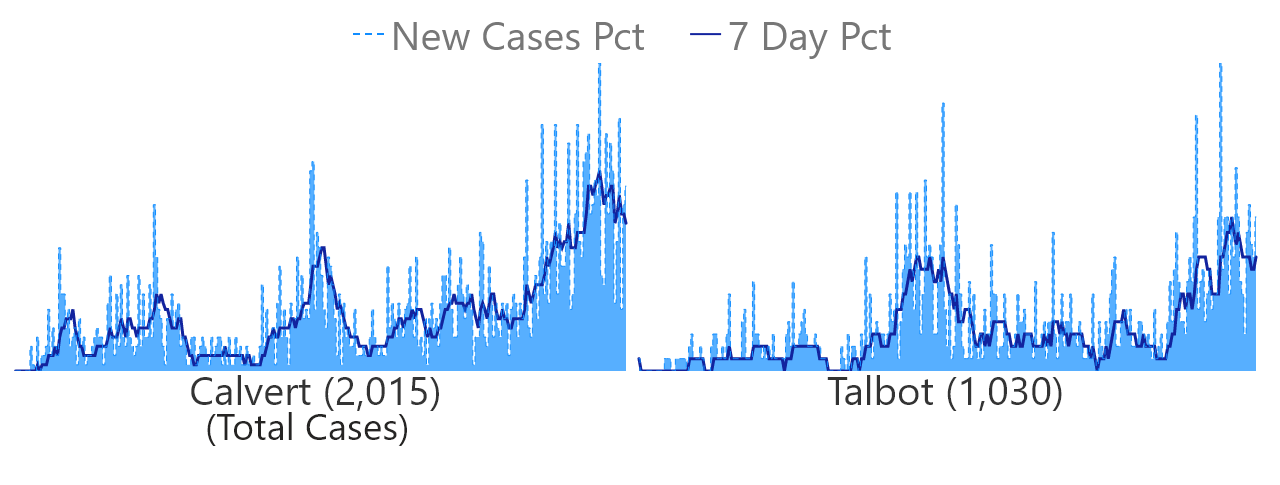 New Cases Pct 7 Day Pct
Calvert (2,015) Talbot (1,030)
(Total Cases)